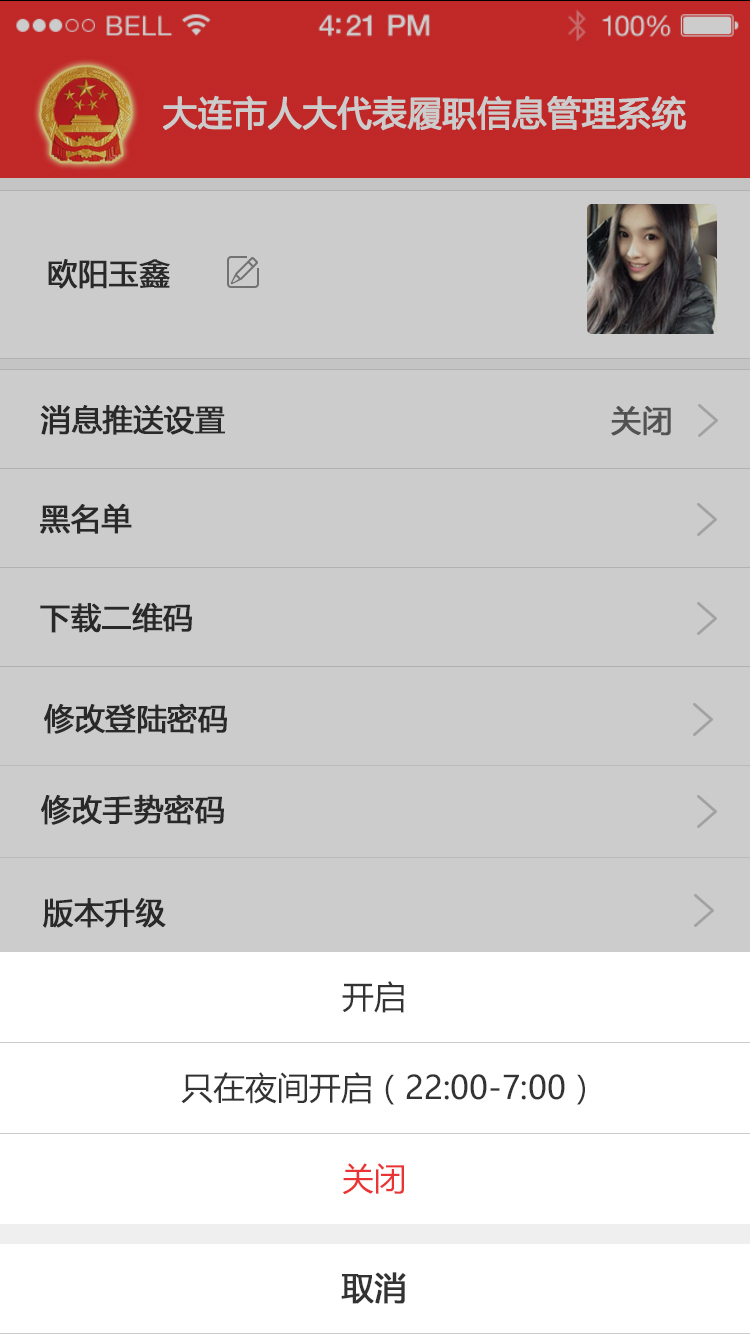 BELL 4:21 PM 100%
大连市人大代表履职信息管理系统
欧阳玉鑫
消息推送设置 关闭
黑名单
下载二维码
修改登陆密码
修改手势密码
版本升级
开启
只在夜间开启（22:00-7:00）
关闭
取消